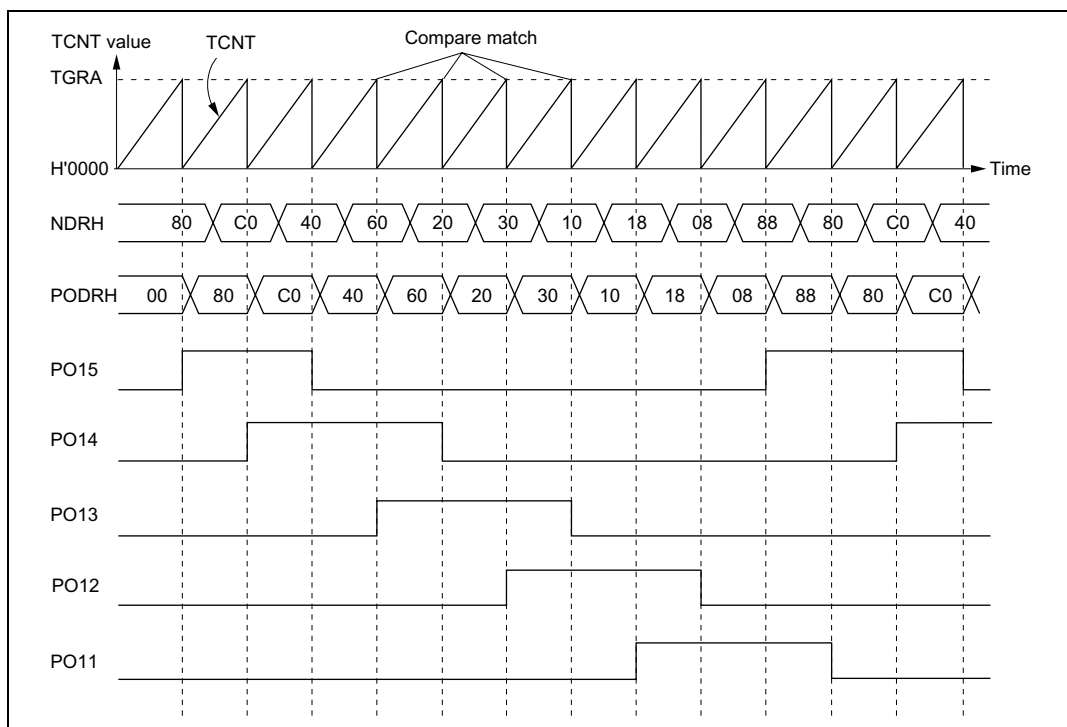 TCNT value TCNT Compare match
TGRA
H'0000 Time
NDRH 80 C0 40 60 20 30 10 18 08 88 80 C0 40
PODRH 00 80 C0 40 60 20 30 10 18 08 88 80 C0
PO15
PO14
PO13
PO12
PO11